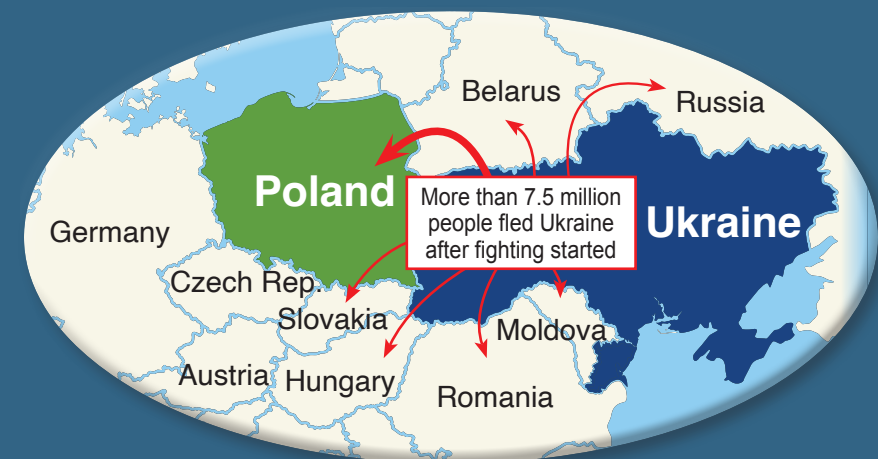 Belarus
Russia
Poland
More than 7.5 million
people fled Ukraine
after fighting started
Ukraine
Germany
Czech Rep.
Slovakia
Moldova
Austria
Hungary
Romania